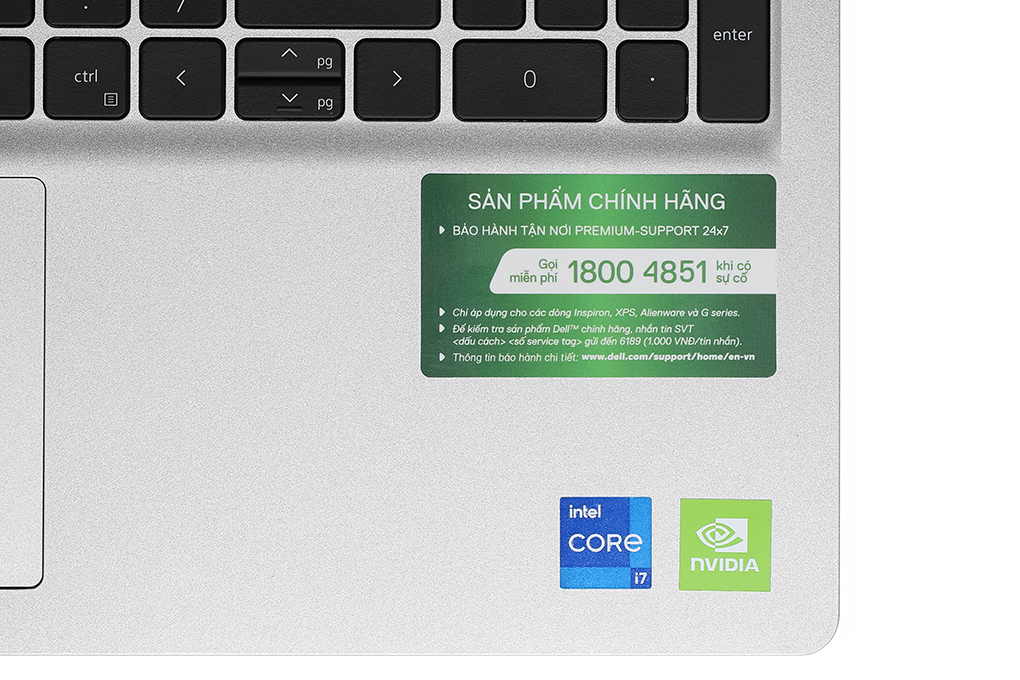 enter
ctrl
<
pg
pg
>
0
.
SẢN PHẨM CHÍNH HÃNG
BẢO HÀNH TẬN NƠI PREMIUM-SUPPORT 24x7
Gọi miễn phí 1800 4851 khi có sự cố
Chỉ áp dụng cho các dòng Inspiron, XPS, Alienware và G series.
Để kiểm tra sản phẩm Dell™ chính hãng, nhắn tin SVT
<dấu cách> <số service tag> gửi đến 6189 (1.000 VNĐ/tin nhắn).
Thông tin bảo hành chi tiết: www.dell.com/support/home/en-vn
intel
CORE
i7
NVIDIA